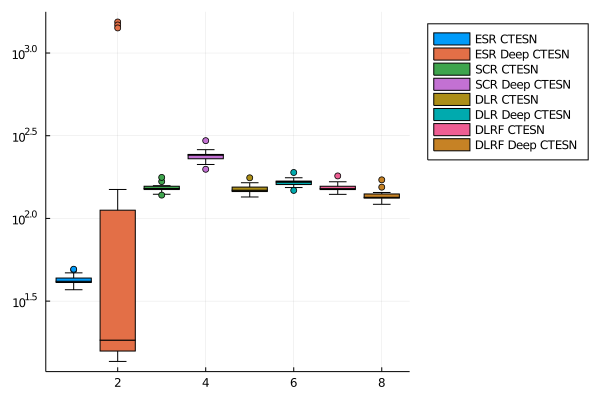 10^3.0
10^2.5
10^2.0
10^1.5
2 4 6 8
ESR CTESN
ESR Deep CTESN
SCR CTESN
SCR Deep CTESN
DLR CTESN
DLR Deep CTESN
DLRF CTESN
DLRF Deep CTESN